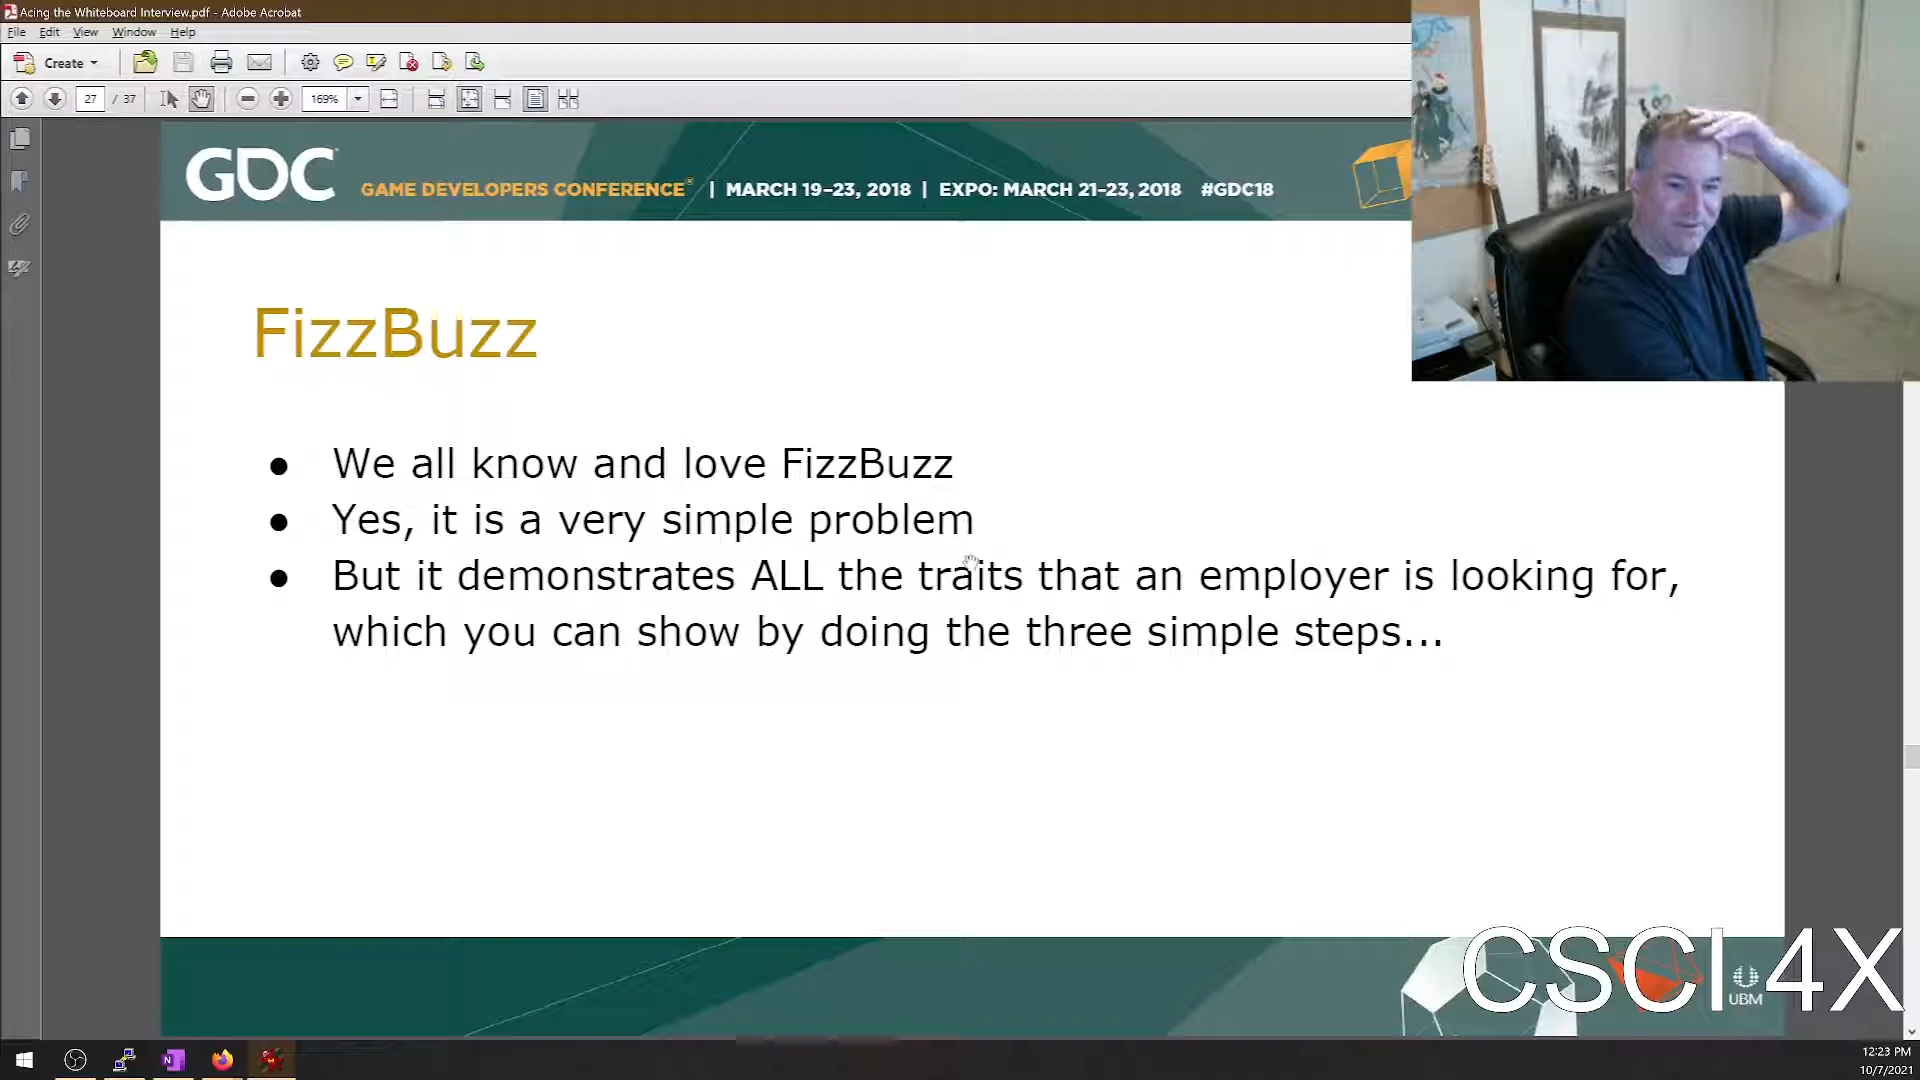 Acing the Whiteboard Interview.pdf - Adobe Acrobat
File Edit View Window Help
Create
27 / 37 169%
GDC GAME DEVELOPERS CONFERENCE® | MARCH 19–23, 2018 | EXPO: MARCH 21–23, 2018 #GDC18
FizzBuzz
● We all know and love FizzBuzz
● Yes, it is a very simple problem
● But it demonstrates ALL the traits that an employer is looking for,
which you can show by doing the three simple steps...
CSCI 4X
UBM
12:23 PM
10/7/2021